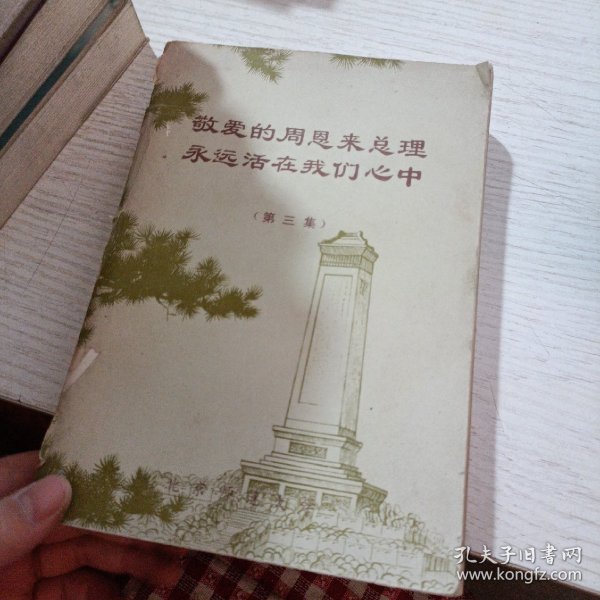 敬爱的周恩来总理
永远活在我们心中
（第三集）
孔夫子旧书网
www.kongfz.com